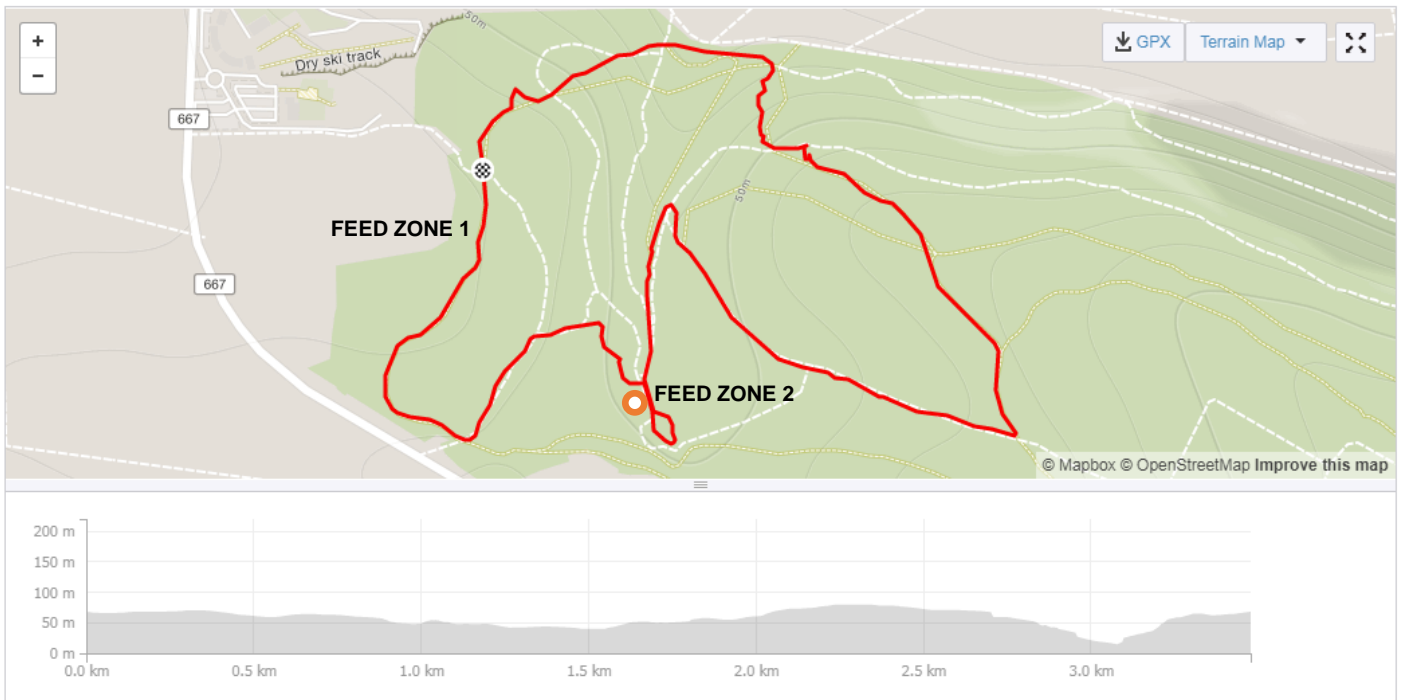 +
−
50m
Dry ski track
GPX
Terrain Map
667
50m
FEED ZONE 1
667
FEED ZONE 2
© Mapbox © OpenStreetMap Improve this map
200 m
150 m
100 m
50 m
0 m
0.0 km 0.5 km 1.0 km 1.5 km 2.0 km 2.5 km 3.0 km